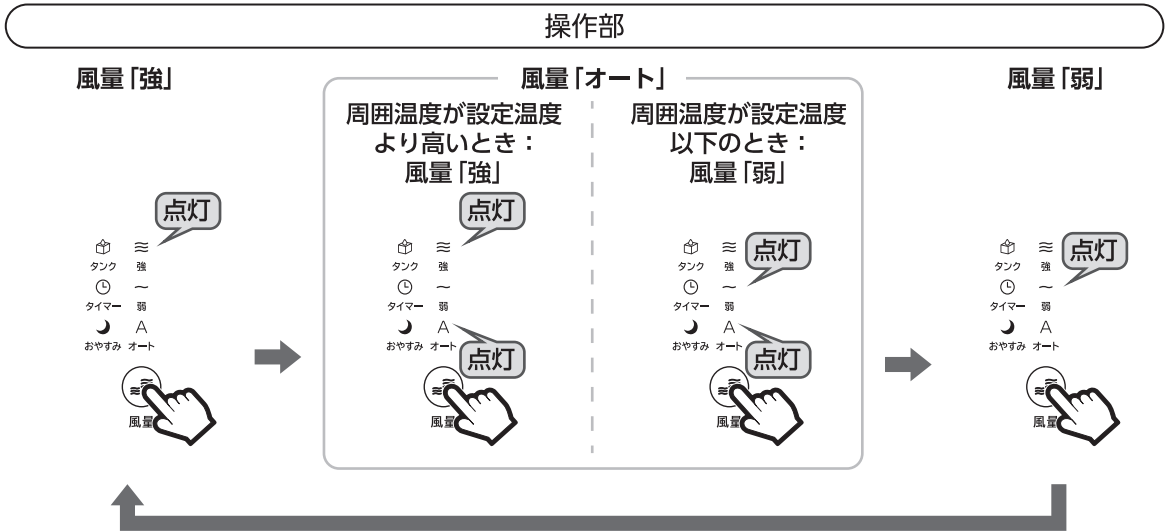 操作部
風量「強」
風量「オート」
周囲温度が設定温度
より高いとき：
風量「強」
周囲温度が設定温度
以下のとき：
風量「弱」
風量「弱」
点灯
タンク 強
タイマー 弱
おやすみ オート
風量
点灯
タンク 強
タイマー 弱
おやすみ オート
点灯
風量
点灯
タンク 強
タイマー 弱
おやすみ オート
点灯
風量
点灯
タンク 強
タイマー 弱
おやすみ オート
風量